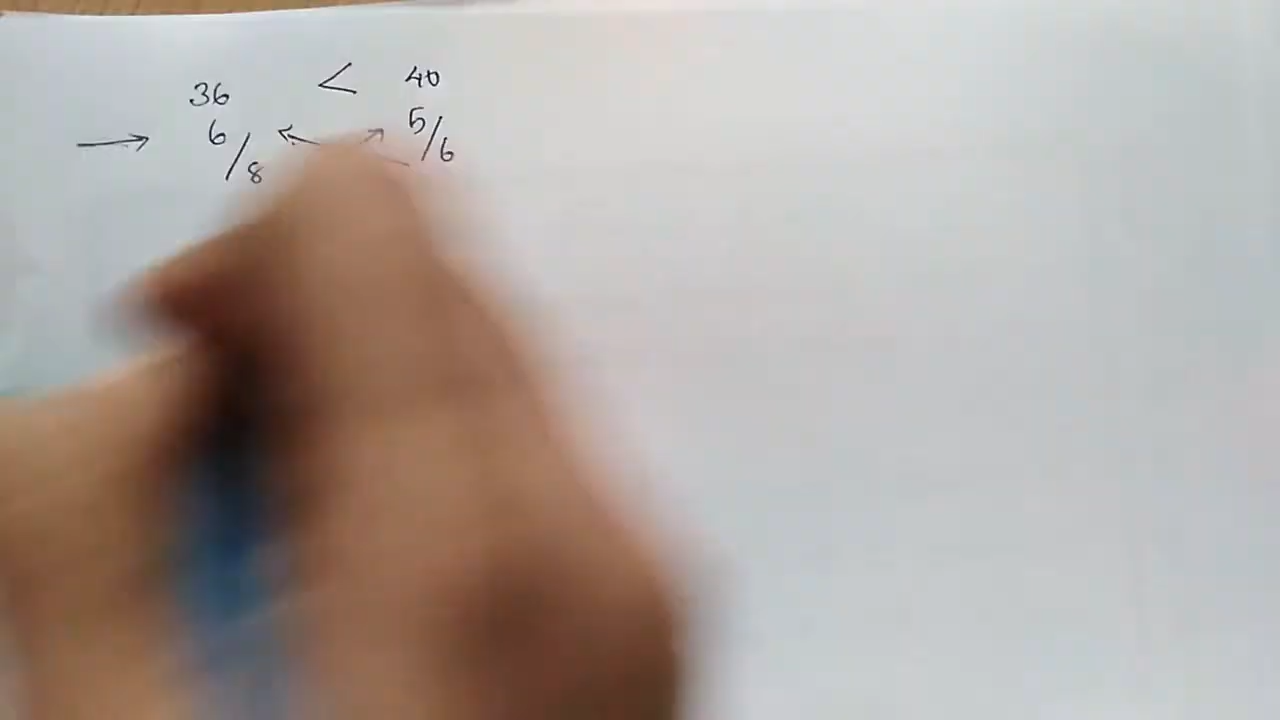 36 < 40
→ 6/8 ← → 5/6